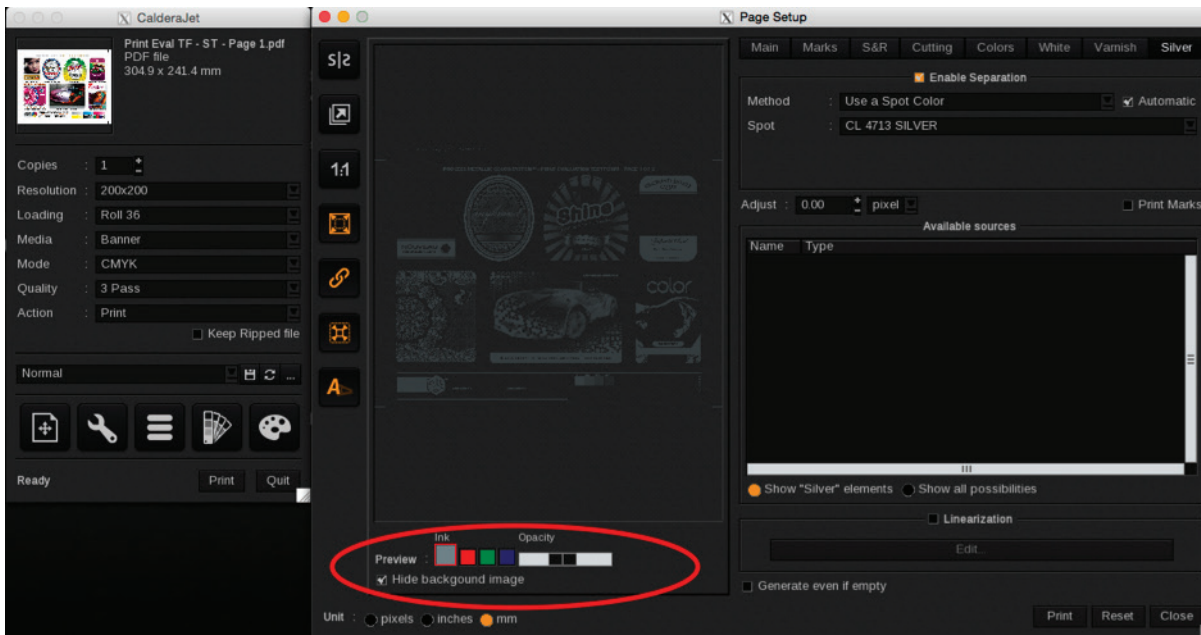 CalderaJet
Print Eval TF - ST - Page 1.pdf
PDF file
304.9 x 241.4 mm
Copies : 1
Resolution : 200x200
Loading : Roll 36
Media : Banner
Mode : CMYK
Quality : 3 Pass
Action : Print
Keep Ripped file
Normal
...
Ready Print Quit
Page Setup
S|S
1:1
A
Shine
NOUVEAU
color
Ink Opacity
Preview :
Hide backgound image
Unit : pixels inches mm
Main Marks S&R Cutting Colors White Varnish Silver
Enable Separation
Method : Use a Spot Color Automatic
Spot : CL 4713 SILVER
Adjust : 0.00 pixel Print Marks
Available sources
Name Type
Show "Silver" elements Show all possibilities
Linearization
Edit...
Generate even if empty
Print Reset Close